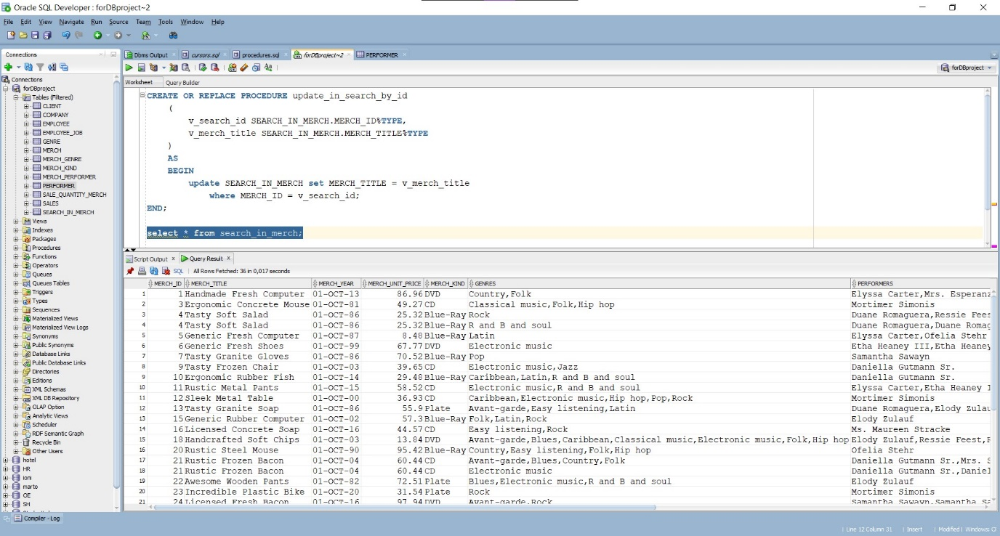 Oracle SQL Developer : forDBproject~2
File Edit View Navigate Run Source Team Tools Window Help
Connections
Connections
forDBproject
Tables (Filtered)
CLIENT
COMPANY
EMPLOYEE
EMPLOYEE_JOB
GENRE
MERCH
MERCH_GENRE
MERCH_KIND
MERCH_PERFORMER
PERFORMER
SALE_QUANTITY_MERCH
SALES
SEARCH_IN_MERCH
Views
Indexes
Packages
Procedures
Functions
Operators
Queues
Queues Tables
Triggers
Types
Sequences
Materialized Views
Materialized View Logs
Synonyms
Public Synonyms
Database Links
Public Database Links
Directories
Editions
XML Schemas
XML DB Repository
OLAP Option
Analytic Views
Scheduler
RDF Semantic Graph
Recycle Bin
Other Users
hotel
HR
ioni
marto
OE
SH
Dbms Output cursors.sql procedures.sql forDBproject~2 PERFORMER
forDBproject
Worksheet Query Builder
CREATE OR REPLACE PROCEDURE update_in_search_by_id
(
v_search_id SEARCH_IN_MERCH.MERCH_ID%TYPE,
v_merch_title SEARCH_IN_MERCH.MERCH_TITLE%TYPE
)
AS
BEGIN
update SEARCH_IN_MERCH set MERCH_TITLE = v_merch_title
where MERCH_ID = v_search_id;
END;
select * from search_in_merch;
Script Output x Query Result x
SQL | All Rows Fetched: 36 in 0,017 seconds
MERCH_ID MERCH_TITLE MERCH_YEAR MERCH_UNIT_PRICE MERCH_KIND GENRES PERFORMERS
1 1 Handmade Fresh Computer 01-OCT-13 86.96 DVD Country,Folk Elyssa Carter,Mrs. Esperanz
2 3 Ergonomic Concrete Mouse 01-OCT-81 49.27 CD Classical music,Folk,Hip hop Mortimer Simonis
3 4 Tasty Soft Salad 01-OCT-86 25.32 Blue-Ray Rock Duane Romaguera,Ressie Fees
4 4 Tasty Soft Salad 01-OCT-86 25.32 Blue-Ray R and B and soul Duane Romaguera,Duane Romag
5 5 Generic Fresh Computer 01-OCT-87 8.48 Blue-Ray Latin Elyssa Carter,Ofelia Stehr
6 6 Generic Fresh Shoes 01-OCT-99 67.77 DVD Electronic music Etha Heaney III,Etha Heaney
7 7 Tasty Granite Gloves 01-OCT-86 70.52 Blue-Ray Pop Samantha Sawayn
8 9 Tasty Frozen Chair 01-OCT-03 39.65 CD Electronic music,Jazz Daniella Gutmann Sr.
9 10 Ergonomic Rubber Fish 01-OCT-14 29.48 Blue-Ray Caribbean,Latin,R and B and soul Daniella Gutmann Sr.
10 11 Rustic Metal Pants 01-OCT-15 58.52 CD Electronic music,R and B and soul Elyssa Carter,Etha Heaney I
11 12 Sleek Metal Table 01-OCT-00 36.93 CD Caribbean,Electronic music,Hip hop,Pop,Rock Mortimer Simonis
12 13 Tasty Granite Soap 01-OCT-86 55.9 Plate Avant-garde,Easy listening,Latin Duane Romaguera,Elody Zulau
13 15 Generic Rubber Computer 01-OCT-02 57.3 Blue-Ray Folk,Latin,Rock Elody Zulauf
14 16 Licensed Concrete Soap 01-OCT-16 44.57 CD Easy listening,Rock Ms. Maureen Stracke
15 18 Handcrafted Soft Chips 01-OCT-03 13.84 DVD Avant-garde,Blues,Caribbean,Classical music,Electronic music,Folk,Hip hop Elody Zulauf,Ressie Feest,F
16 20 Rustic Steel Mouse 01-OCT-90 95.42 Blue-Ray Country,Easy listening,Folk,Hip hop Ofelia Stehr
17 21 Rustic Frozen Bacon 01-OCT-04 60.44 CD Avant-garde,Blues,Country,Folk Daniella Gutmann Sr.,Mrs. S
18 21 Rustic Frozen Bacon 01-OCT-04 60.44 CD Electronic music Daniella Gutmann Sr.,Daniel
19 22 Awesome Wooden Pants 01-OCT-82 72.51 Plate Blues,Electronic music,R and B and soul Elody Zulauf
20 23 Incredible Plastic Bike 01-OCT-20 31.54 Plate Rock Mortimer Simonis
21 24 Licensed Fresh Bacon 01-OCT-16 97.94 DVD Avant-garde,Rock Samantha Sawayn,Samantha Sa
Compiler - Log
Line 12 Column 31 | Insert | Modified | Windows: